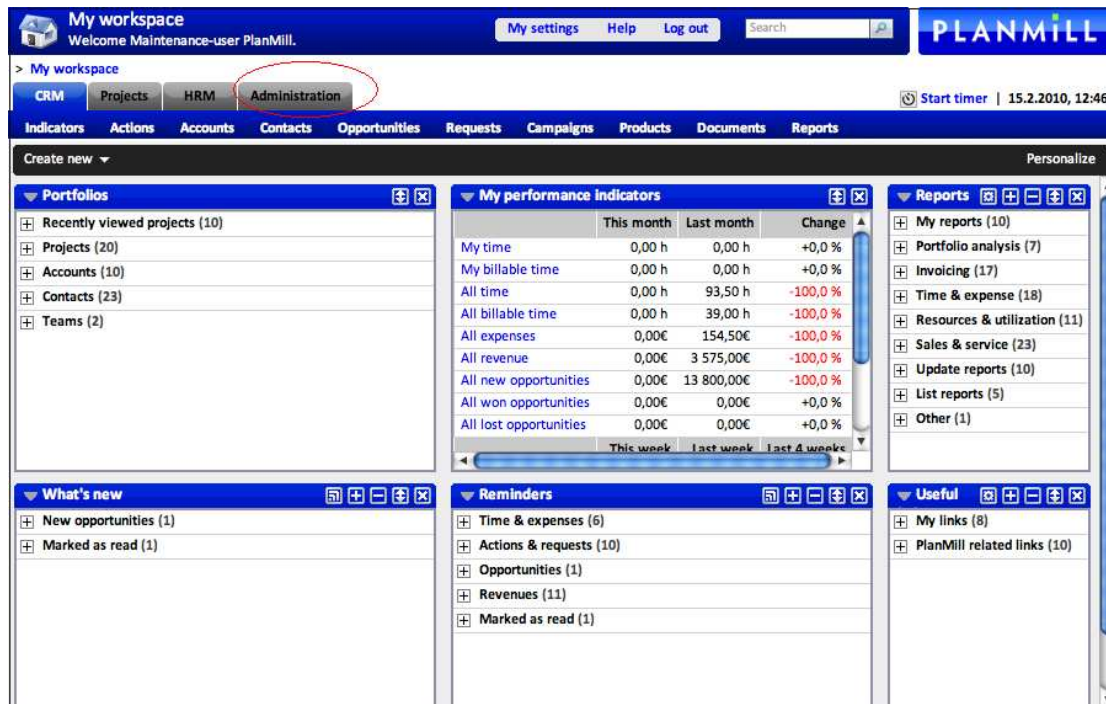 My workspace
Welcome Maintenance-user PlanMill.
My settings Help Log out Search
PLANMILL
> My workspace
CRM Projects HRM Administration
Start timer | 15.2.2010, 12:46
Indicators Actions Accounts Contacts Opportunities Requests Campaigns Products Documents Reports
Create new Personalize
Portfolios
Recently viewed projects (10)
Projects (20)
Accounts (10)
Contacts (23)
Teams (2)
My performance indicators
This month Last month Change
My time 0,00 h 0,00 h +0,0 %
My billable time 0,00 h 0,00 h +0,0 %
All time 0,00 h 93,50 h -100,0 %
All billable time 0,00 h 39,00 h -100,0 %
All expenses 0,00€ 154,50€ -100,0 %
All revenue 0,00€ 3 575,00€ -100,0 %
All new opportunities 0,00€ 13 800,00€ -100,0 %
All won opportunities 0,00€ 0,00€ +0,0 %
All lost opportunities 0,00€ 0,00€ +0,0 %
This week Last week Last 4 weeks
Reports
My reports (10)
Portfolio analysis (7)
Invoicing (17)
Time & expense (18)
Resources & utilization (11)
Sales & service (23)
Update reports (10)
List reports (5)
Other (1)
What's new
New opportunities (1)
Marked as read (1)
Reminders
Time & expenses (6)
Actions & requests (10)
Opportunities (1)
Revenues (11)
Marked as read (1)
Useful
My links (8)
PlanMill related links (10)